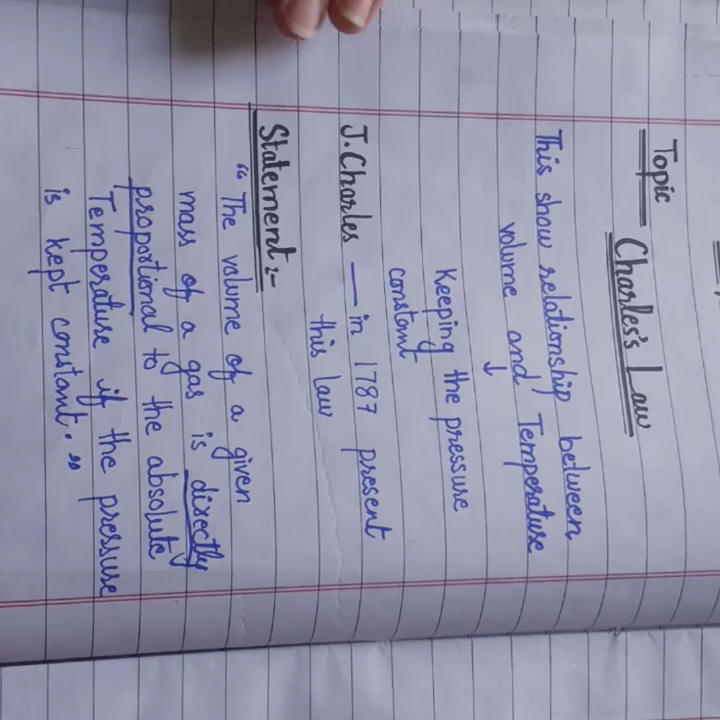 Topic
Charles's Law
This show relationship between
volume and Temperature
↓
Keeping the pressure
constant
J. Charles — in 1787 present
this law
Statement :-
“ The volume of a given
mass of a gas is directly
proportional to the absolute
Temperature if the pressure
is kept constant. ”